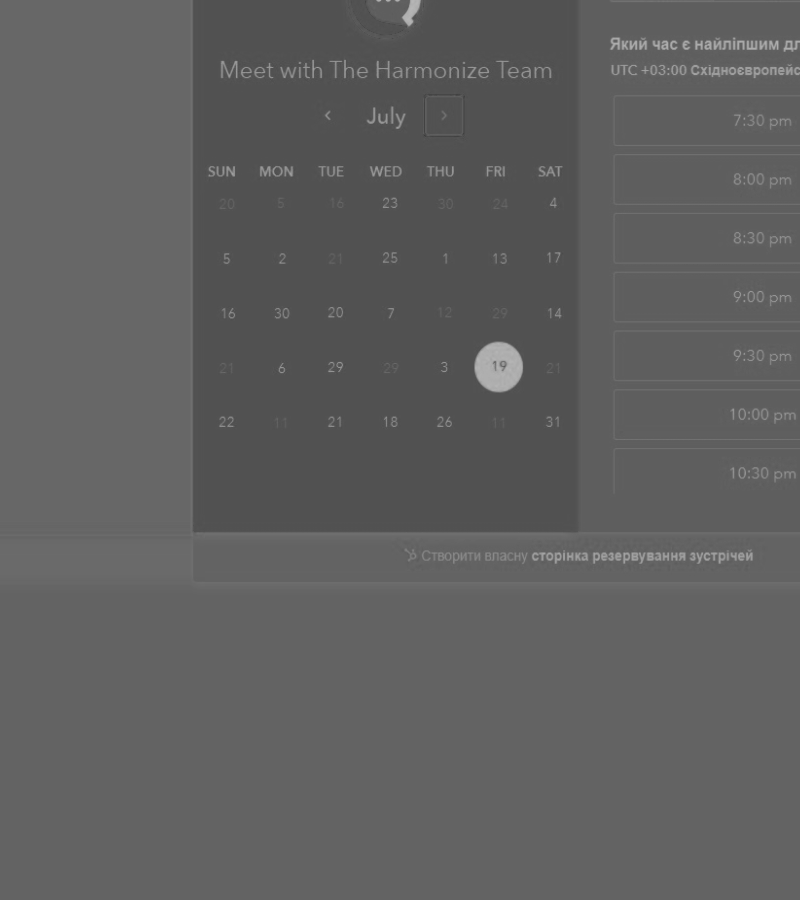 Meet with The Harmonize Team
July
SUN MON TUE WED THU FRI SAT
20 5 16 23 30 24 4
5 2 21 25 1 13 17
16 30 20 7 12 29 14
21 6 29 29 3 19 21
22 11 21 18 26 11 31
Який час є найліпшим дл
UTC +03:00 Східноєвропейс
7:30 pm
8:00 pm
8:30 pm
9:00 pm
9:30 pm
10:00 pm
10:30 pm
Створити власну сторінка резервування зустрічей